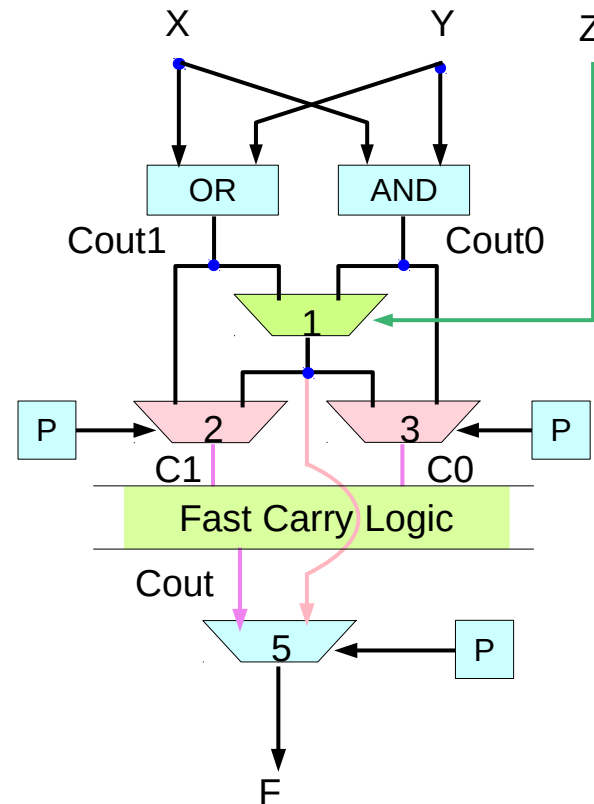 X Y Z
OR AND
Cout1 Cout0
1
P 2 3 P
C1 C0
Fast Carry Logic
Cout
5 P
F